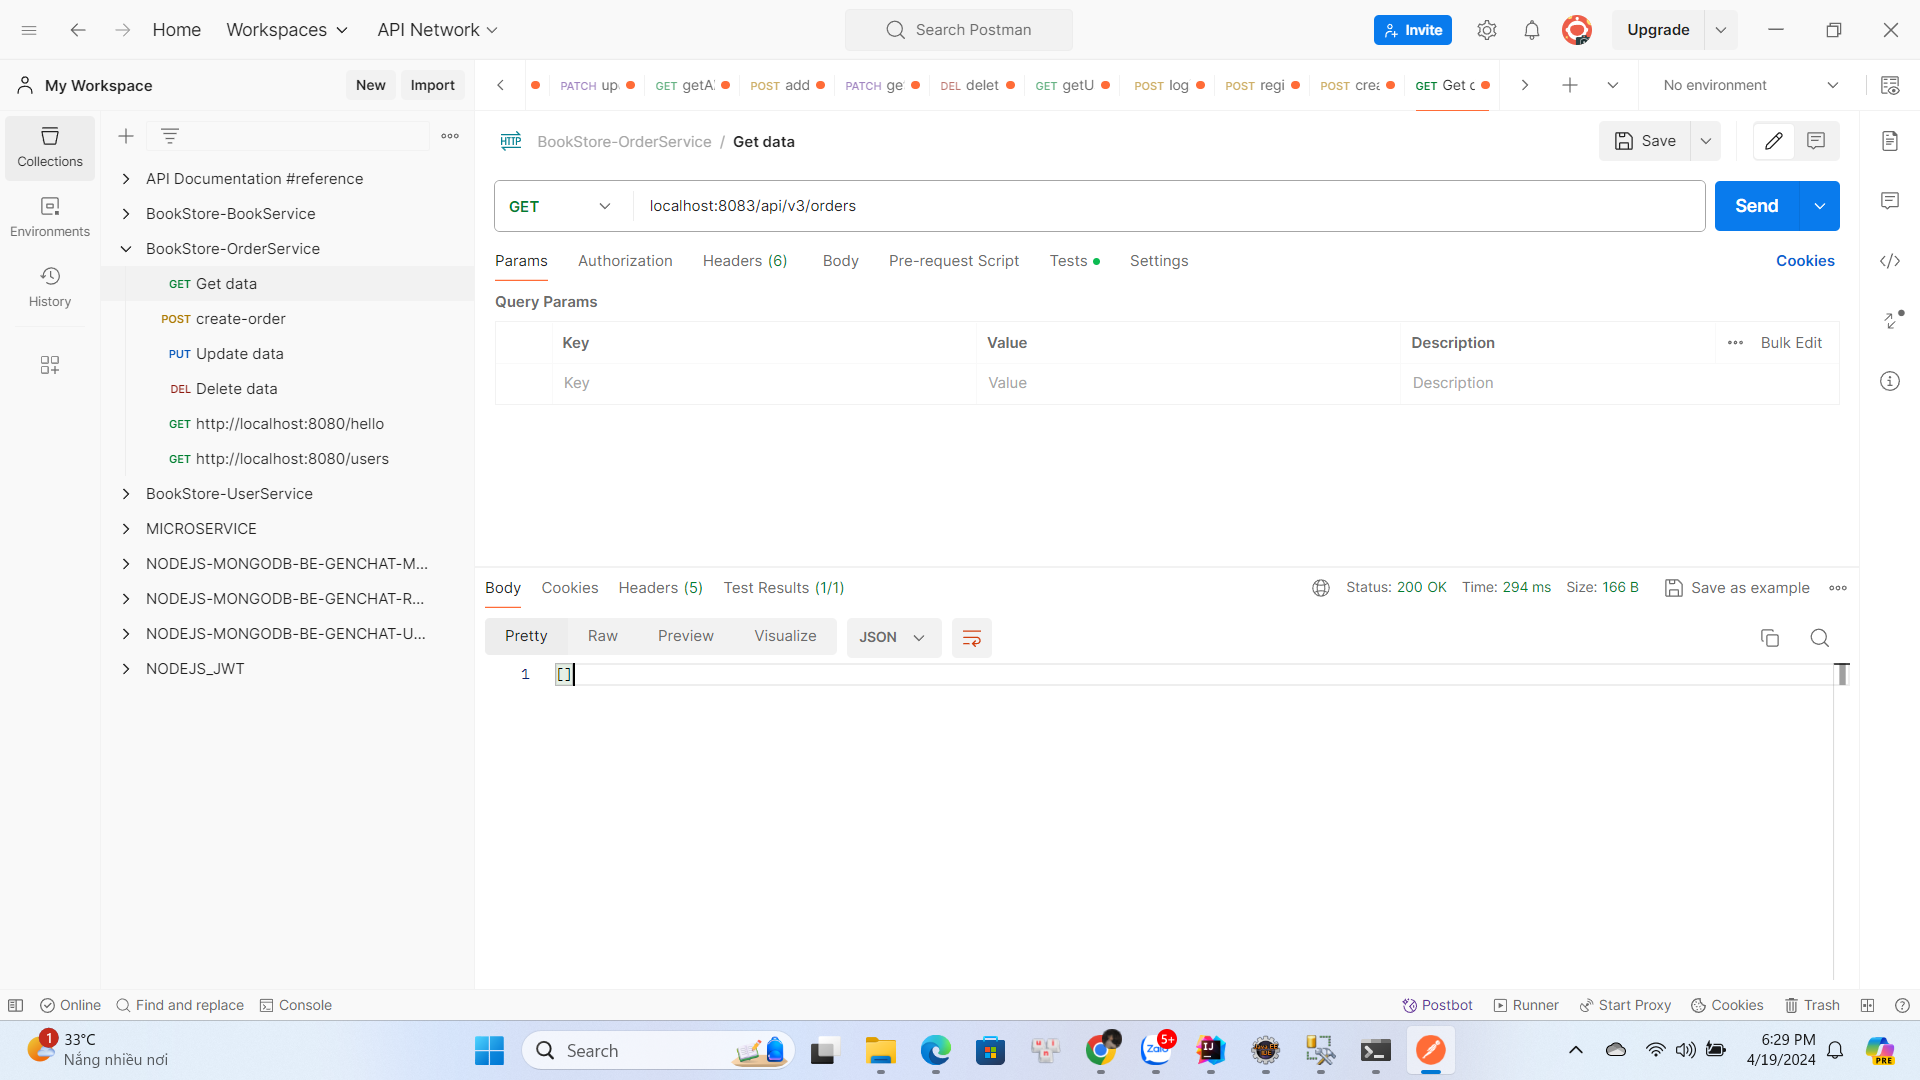 Home
Workspaces
API Network
Search Postman
Invite
Upgrade
My Workspace
New
Import
PATCH up
GET getA
POST add
PATCH ge
DEL delet
GET getU
POST log
POST regi
POST crea
GET Get
No environment
Collections
Environments
History
API Documentation #reference
BookStore-BookService
BookStore-OrderService
GET Get data
POST create-order
PUT Update data
DEL Delete data
GET http://localhost:8080/hello
GET http://localhost:8080/users
BookStore-UserService
MICROSERVICE
NODEJS-MONGODB-BE-GENCHAT-M...
NODEJS-MONGODB-BE-GENCHAT-R...
NODEJS-MONGODB-BE-GENCHAT-U...
NODEJS_JWT
HTTP BookStore-OrderService / Get data
Save
GET localhost:8083/api/v3/orders
Send
Params Authorization Headers (6) Body Pre-request Script Tests Settings
Cookies
Query Params
Key Value Description Bulk Edit
Key Value Description
Body Cookies Headers (5) Test Results (1/1)
Status: 200 OK Time: 294 ms Size: 166 B
Save as example
Pretty Raw Preview Visualize
JSON
1 []
Online
Find and replace
Console
Postbot
Runner
Start Proxy
Cookies
Trash
1
33°C
Nắng nhiều nơi
Search
Zalo
5+
IJ
6:29 PM
4/19/2024
PRE